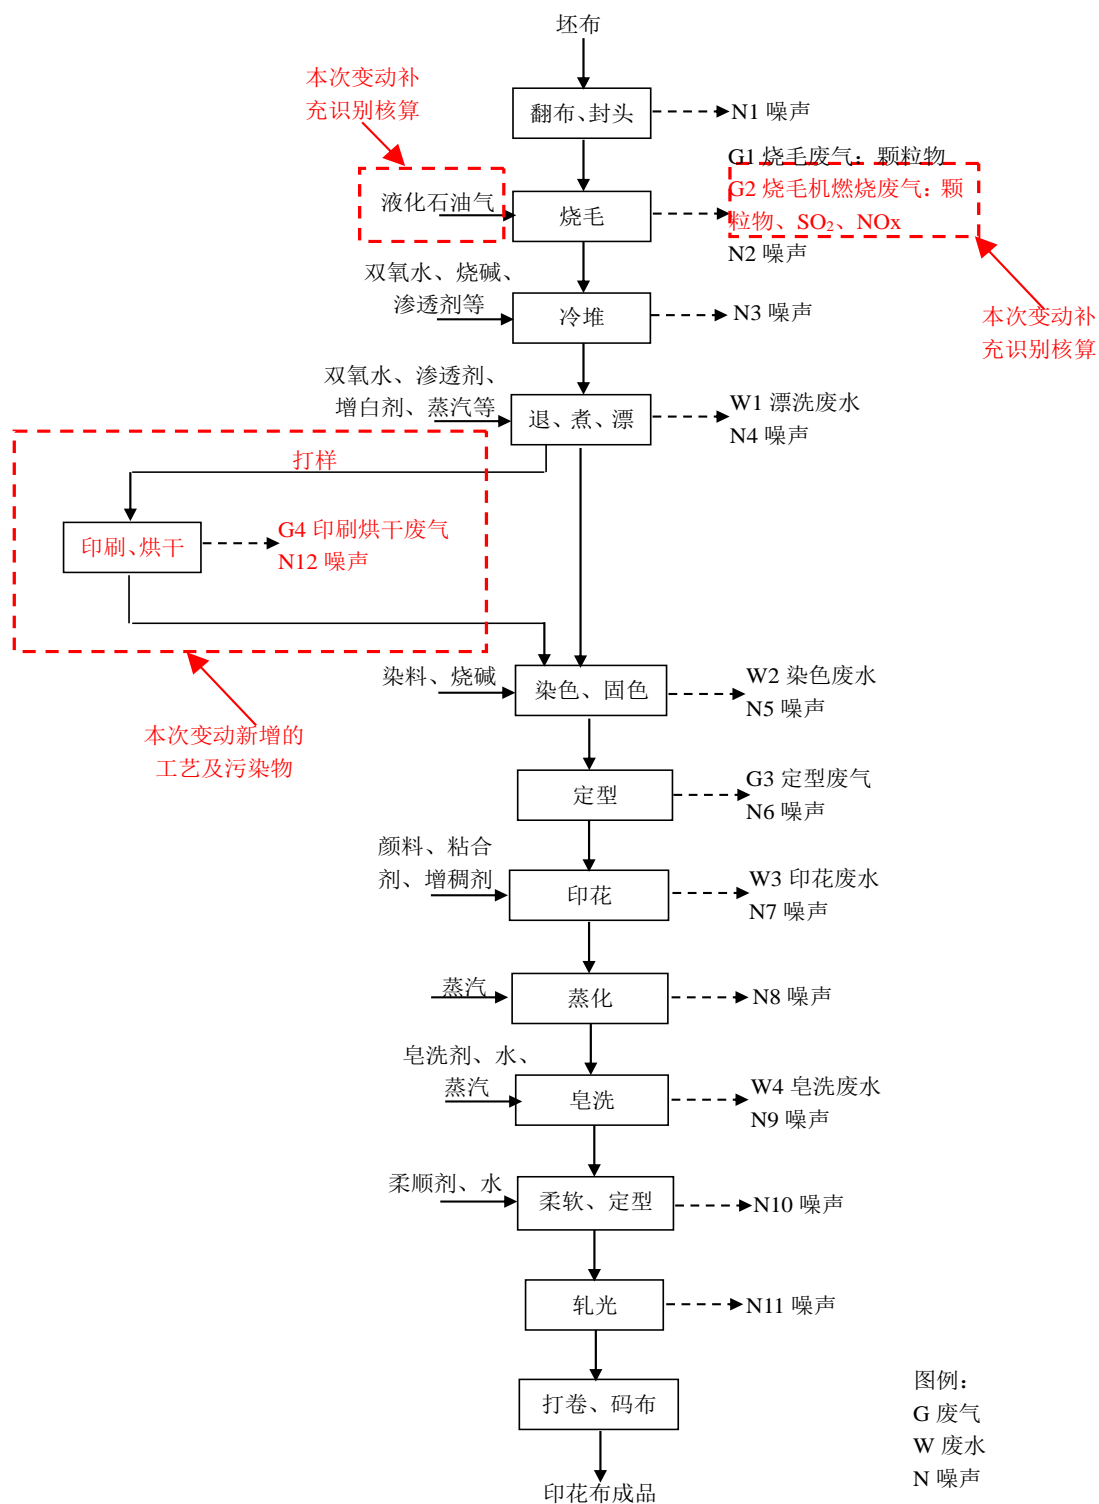 坯布
本次变动补
充识别核算
翻布、封头
N1 噪声
G1 烧毛废气：颗粒物
液化石油气
烧毛
G2 烧毛机燃烧废气：颗
粒物、SO₂、NOx
N2 噪声
双氧水、烧碱、
渗透剂等
冷堆
N3 噪声
本次变动补
充识别核算
双氧水、渗透剂、
增白剂、蒸汽等
退、煮、漂
W1 漂洗废水
N4 噪声
打样
印刷、烘干
G4 印刷烘干废气
N12 噪声
染料、烧碱
染色、固色
W2 染色废水
N5 噪声
本次变动新增的
工艺及污染物
定型
G3 定型废气
N6 噪声
颜料、粘合
剂、增稠剂
印花
W3 印花废水
N7 噪声
蒸汽
蒸化
N8 噪声
皂洗剂、水、
蒸汽
皂洗
W4 皂洗废水
N9 噪声
柔顺剂、水
柔软、定型
N10 噪声
轧光
N11 噪声
打卷、码布
印花布成品
图例：
G 废气
W 废水
N 噪声